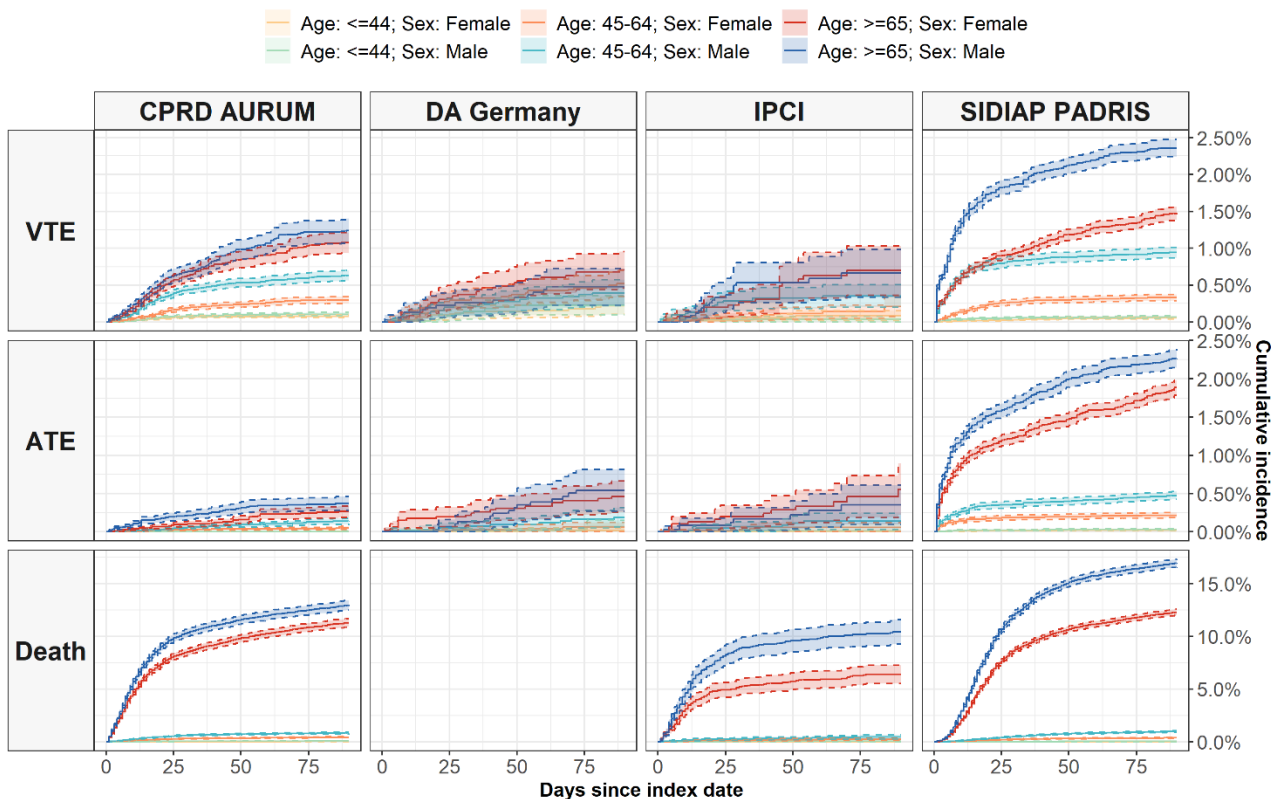 Age: <=44; Sex: Female Age: 45-64; Sex: Female Age: >=65; Sex: Female
Age: <=44; Sex: Male Age: 45-64; Sex: Male Age: >=65; Sex: Male
CPRD AURUM DA Germany IPCI SIDIAP PADRIS
VTE
2.50%
2.00%
1.50%
1.00%
0.50%
0.00%
ATE
2.50%
2.00%
1.50%
1.00%
0.50%
0.00%
Cumulative incidence
Death
15.0%
10.0%
5.0%
0.0%
0 25 50 75 0 25 50 75 0 25 50 75 0 25 50 75
Days since index date